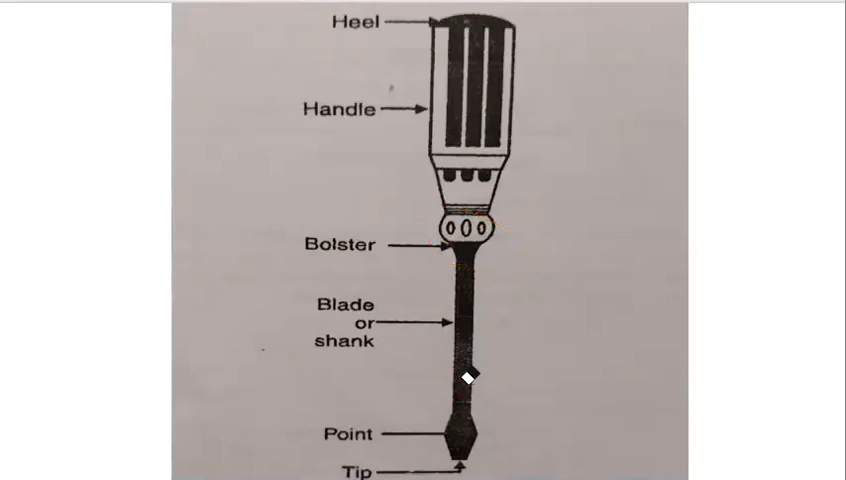 Heel
Handle
Bolster
Blade
or
shank
Point
Tip